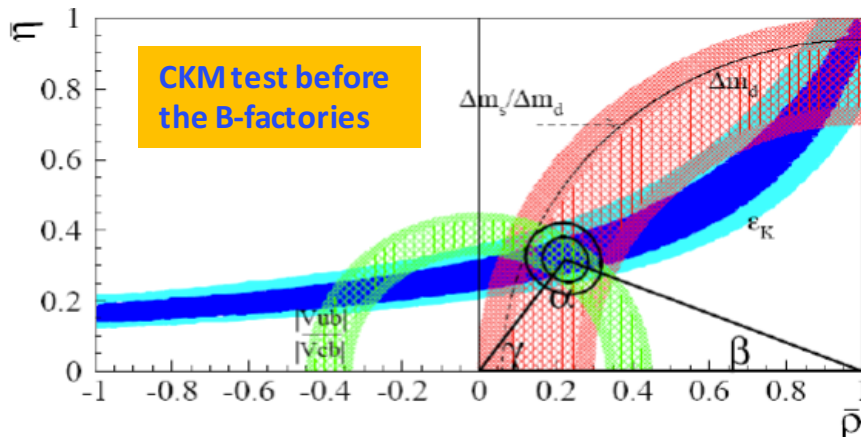 η̄
1
0.8
0.6
0.4
0.2
0
CKM test before
the B-factories
Δm_s/Δm_d
Δm_d
ε_K
|Vub|
|Vcb|
α
γ
β
-1 -0.8 -0.6 -0.4 -0.2 0 0.2 0.4 0.6 0.8 1
ρ̄